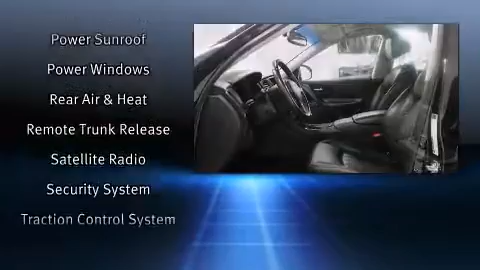 Power Sunroof
Power Windows
Rear Air & Heat
Remote Trunk Release
Satellite Radio
Security System
Traction Control System